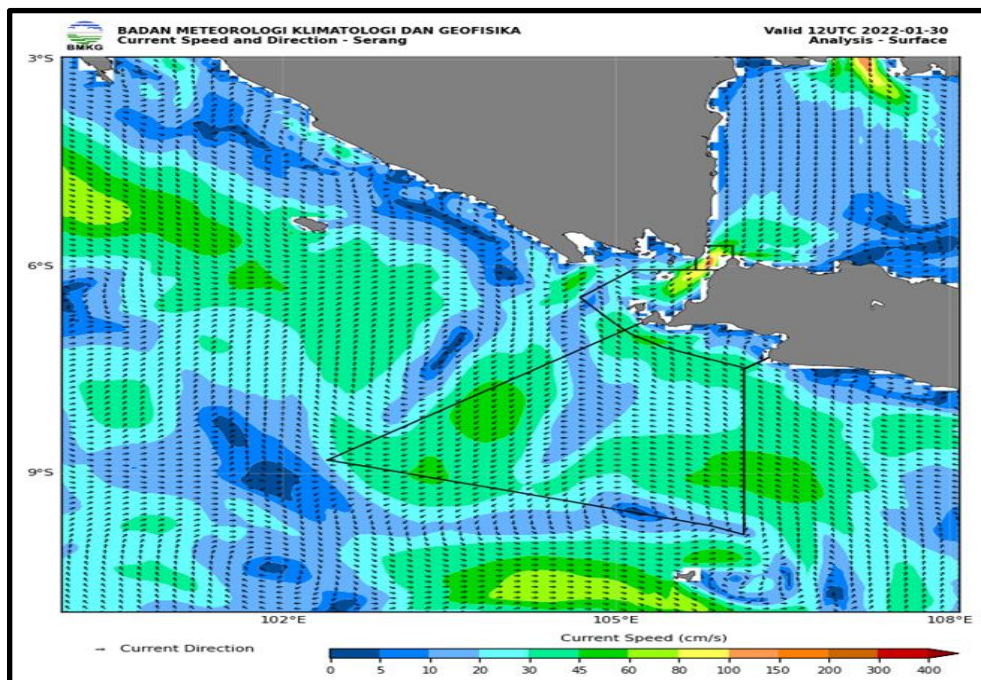 BADAN METEOROLOGI KLIMATOLOGI DAN GEOFISIKA
Current Speed and Direction - Serang
Valid 12UTC 2022-01-30
Analysis - Surface
BMKG
3°S
6°S
9°S
102°E 105°E 108°E
Current Direction
Current Speed (cm/s)
0 5 10 20 30 45 60 80 100 150 200 300 400